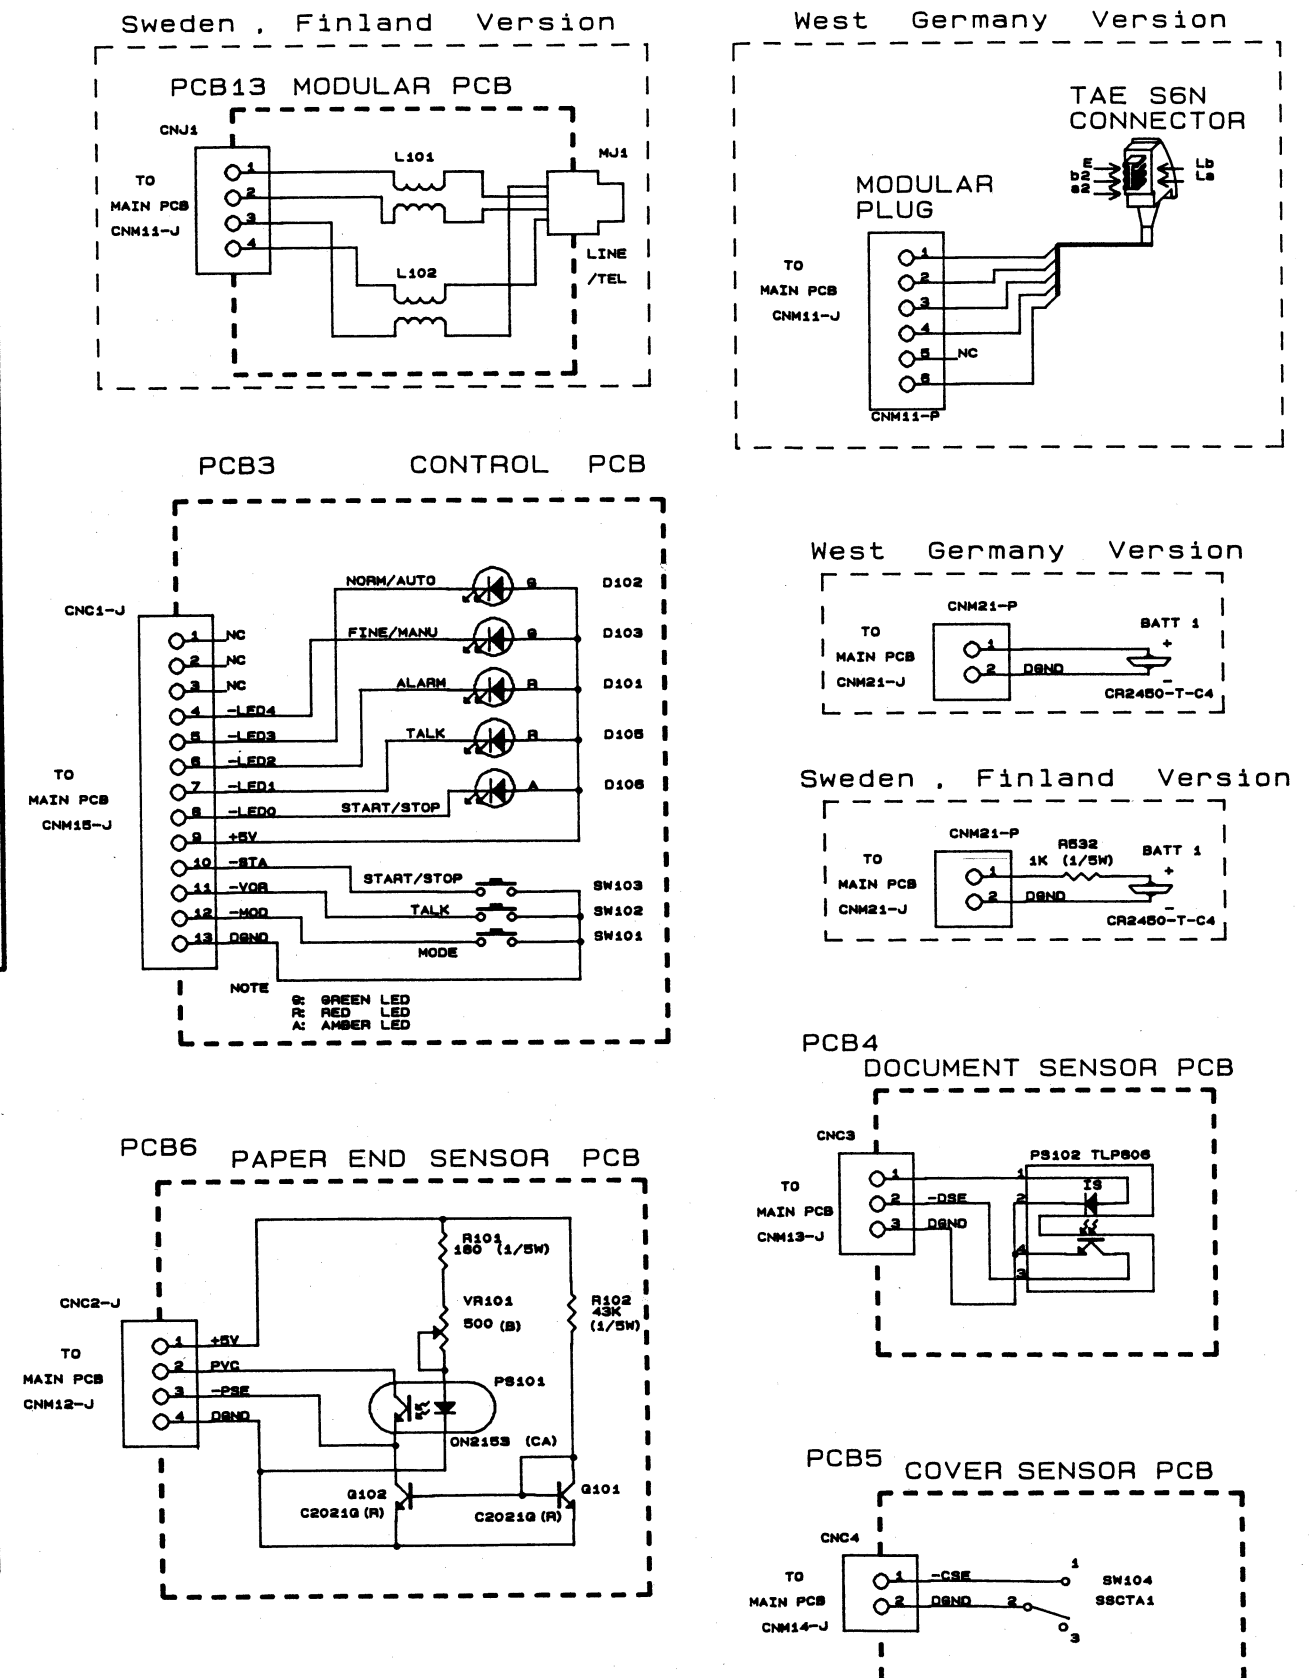 Sweden , Finland Version
PCB13 MODULAR PCB
CNJ1
TO
MAIN PCB
CNM11-J
1
2
3
4
L101
L102
MJ1
LINE
/TEL
West Germany Version
TAE S6N
CONNECTOR
E
b2
a2
Lb
La
MODULAR
PLUG
TO
MAIN PCB
CNM11-J
1
2
3
4
5 NC
6
CNM11-P
PCB3 CONTROL PCB
CNC1-J
TO
MAIN PCB
CNM15-J
1 NC
2 NC
3 NC
4 -LED4
5 -LED3
6 -LED2
7 -LED1
8 -LED0
9 +5V
10 -STA
11 -VOR
12 -MOD
13 DGND
NORM/AUTO G D102
FINE/MANU G D103
ALARM R D101
TALK R D105
START/STOP A D106
START/STOP SW103
TALK SW102
MODE SW101
NOTE
G: GREEN LED
R: RED LED
A: AMBER LED
West Germany Version
CNM21-P
TO
MAIN PCB
CNM21-J
1
2 DGND
BATT 1
+
-
CR2450-T-C4
Sweden , Finland Version
CNM21-P
TO
MAIN PCB
CNM21-J
1
2 DGND
R532
1K (1/5W)
BATT 1
+
-
CR2450-T-C4
PCB4
DOCUMENT SENSOR PCB
CNC3
TO
MAIN PCB
CNM13-J
1
2 -DSE
3 DGND
PS102 TLP806
1
2
4
3
IS
PCB6
PAPER END SENSOR PCB
CNC2-J
TO
MAIN PCB
CNM12-J
1 +5V
2 PVC
3 -PSE
4 DGND
R101
180 (1/5W)
VR101
500 (B)
R102
43K
(1/5W)
PS101
ON2153 (CA)
Q102
C2021Q (R)
Q101
C2021Q (R)
PCB5
COVER SENSOR PCB
CNC4
TO
MAIN PCB
CNM14-J
1 -CSE
2 DGND
1
2
3
SW104
SSCTA1